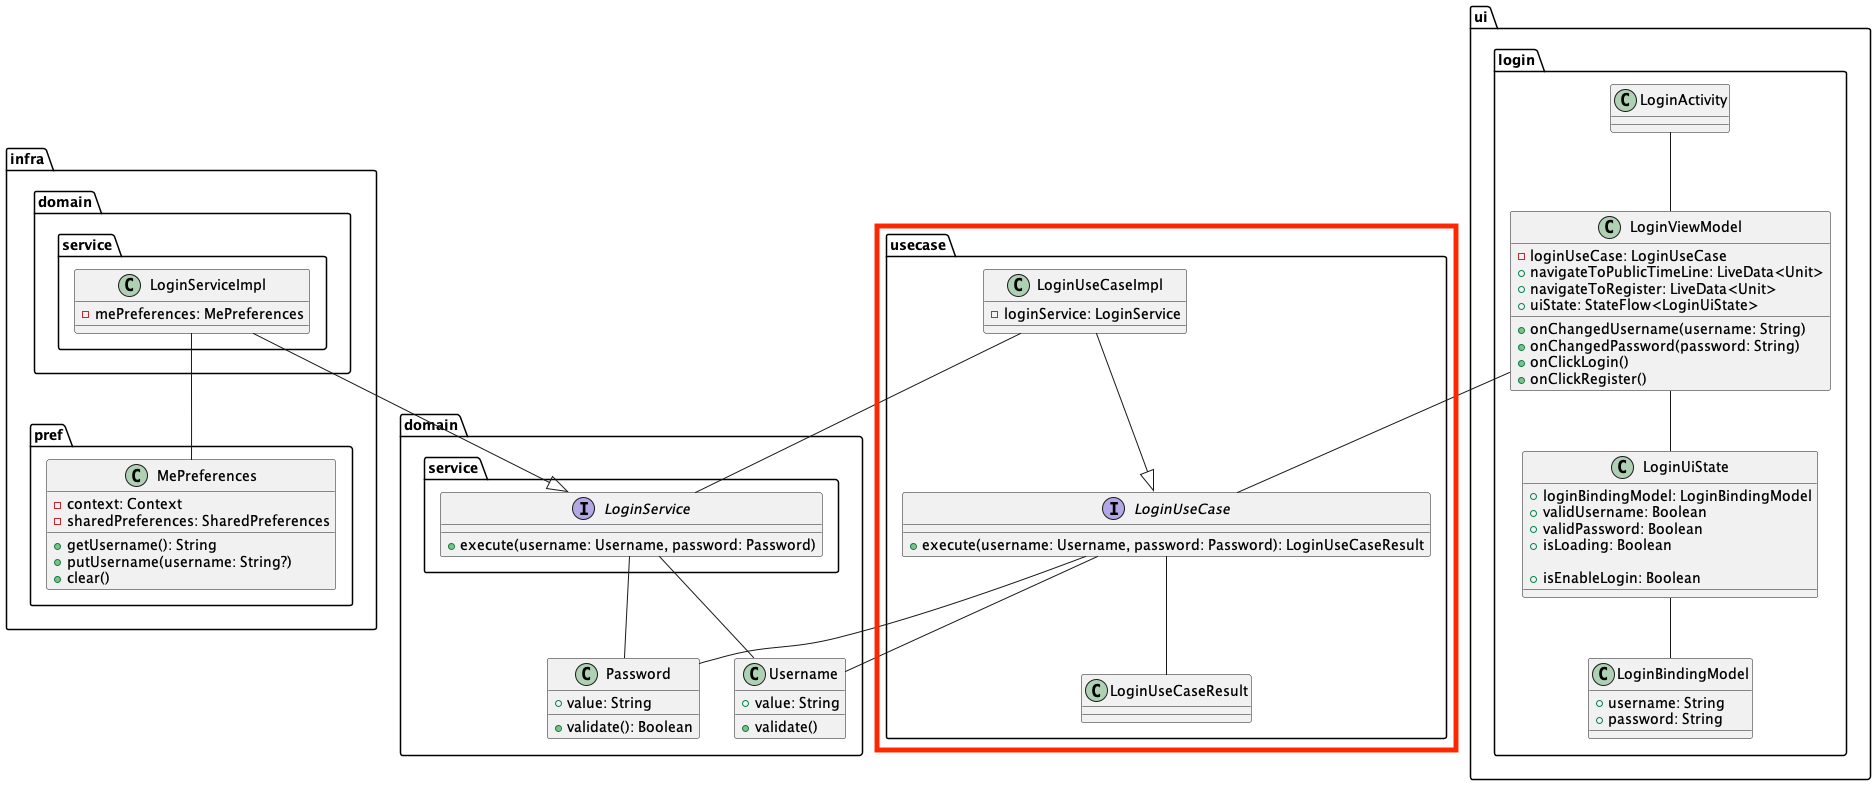 infra
domain
service
C LoginServiceImpl
mePreferences: MePreferences
pref
C MePreferences
context: Context
sharedPreferences: SharedPreferences
getUsername(): String
putUsername(username: String?)
clear()
domain
service
I LoginService
execute(username: Username, password: Password)
C Password
value: String
validate(): Boolean
C Username
value: String
validate()
usecase
C LoginUseCaseImpl
loginService: LoginService
I LoginUseCase
execute(username: Username, password: Password): LoginUseCaseResult
C LoginUseCaseResult
ui
login
C LoginActivity
C LoginViewModel
loginUseCase: LoginUseCase
navigateToPublicTimeLine: LiveData<Unit>
navigateToRegister: LiveData<Unit>
uiState: StateFlow<LoginUiState>
onChangedUsername(username: String)
onChangedPassword(password: String)
onClickLogin()
onClickRegister()
C LoginUiState
loginBindingModel: LoginBindingModel
validUsername: Boolean
validPassword: Boolean
isLoading: Boolean
isEnableLogin: Boolean
C LoginBindingModel
username: String
password: String